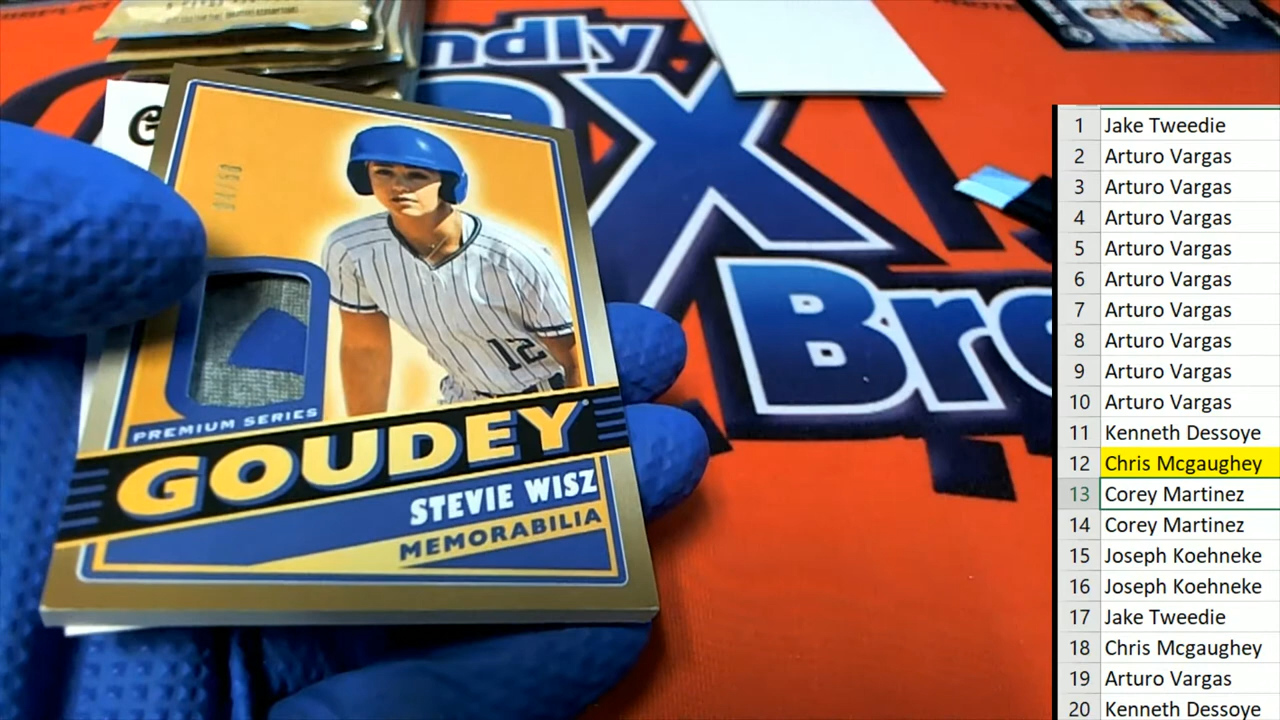 ndly
OX
Bro
G
PREMIUM SERIES
GOUDEY
STEVIE WISZ
MEMORABILIA
12
1 Jake Tweedie
2 Arturo Vargas
3 Arturo Vargas
4 Arturo Vargas
5 Arturo Vargas
6 Arturo Vargas
7 Arturo Vargas
8 Arturo Vargas
9 Arturo Vargas
10 Arturo Vargas
11 Kenneth Dessoye
12 Chris Mcgaughey
13 Corey Martinez
14 Corey Martinez
15 Joseph Koehneke
16 Joseph Koehneke
17 Jake Tweedie
18 Chris Mcgaughey
19 Arturo Vargas
20 Kenneth Dessoye